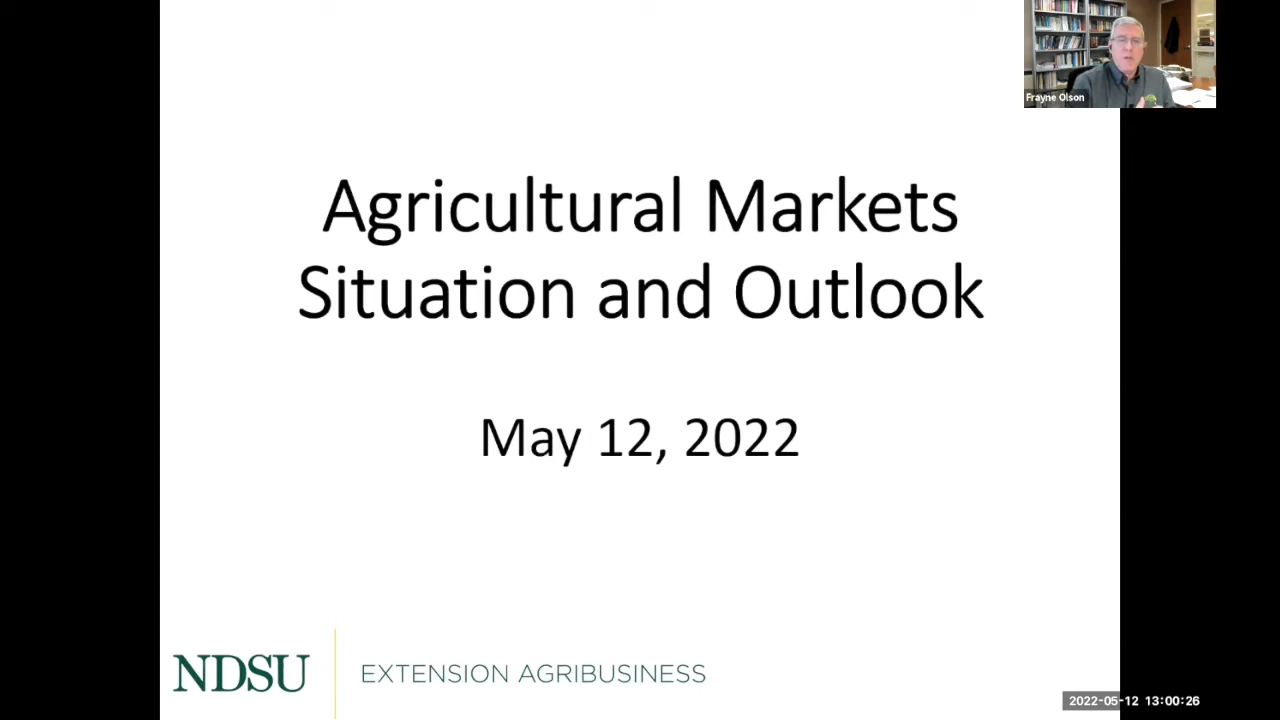 Frayne Olson
Agricultural Markets
Situation and Outlook
May 12, 2022
NDSU
EXTENSION AGRIBUSINESS
2022-05-12 13:00:26